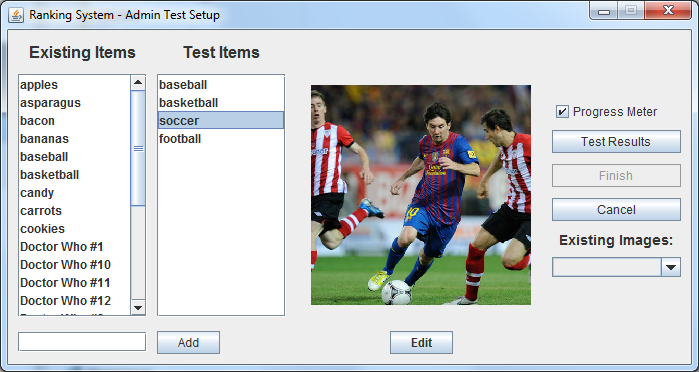 Ranking System - Admin Test Setup
Existing Items
Test Items
apples
asparagus
bacon
bananas
baseball
basketball
candy
carrots
cookies
Doctor Who #1
Doctor Who #10
Doctor Who #11
Doctor Who #12
baseball
basketball
soccer
football
Progress Meter
Test Results
Finish
Cancel
Existing Images:
Add
Edit